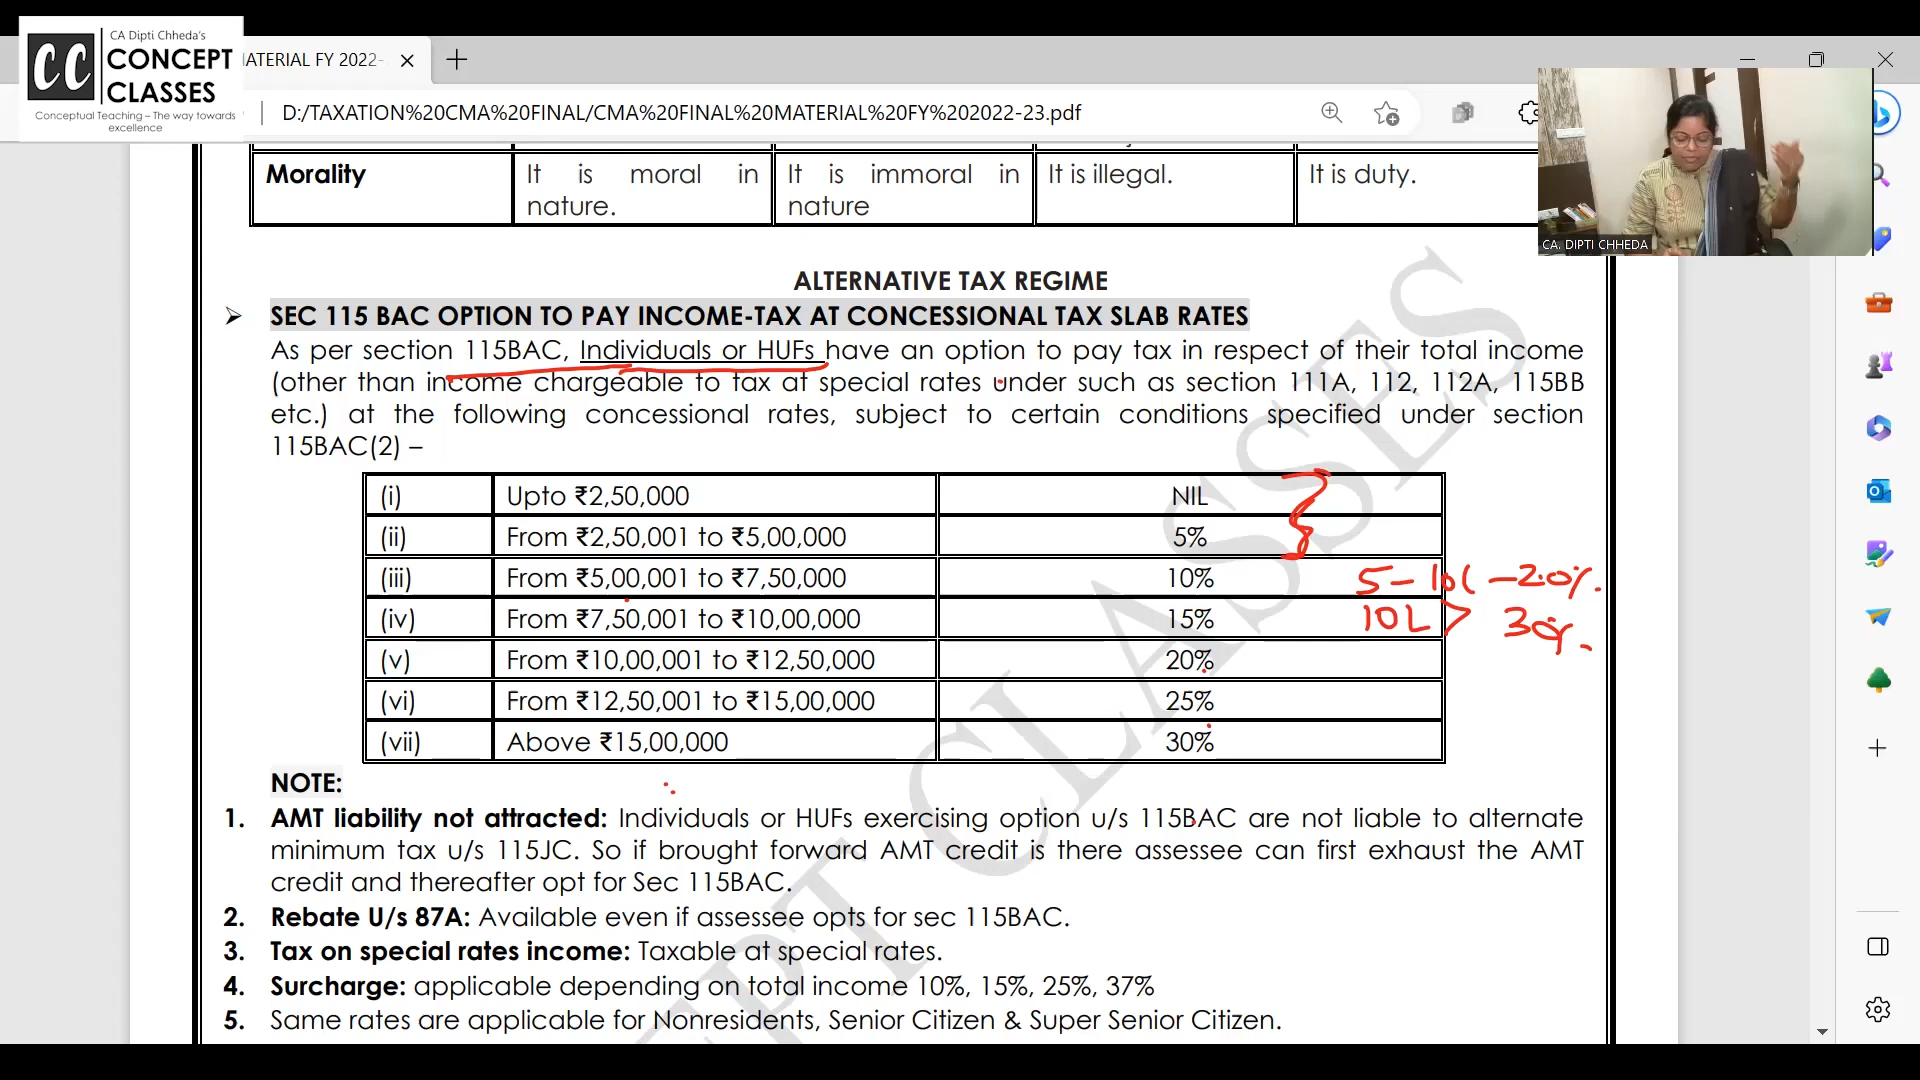 CA Dipti Chheda's
CC CONCEPT
CLASSES
Conceptual Teaching – The way towards
excellence
ATERIAL FY 2022-
D:/TAXATION%20CMA%20FINAL/CMA%20FINAL%20MATERIAL%20FY%202022-23.pdf
Morality
It is moral in
nature.
It is immoral in
nature
It is illegal.
It is duty.
CA. DIPTI CHHEDA
ALTERNATIVE TAX REGIME
➢ SEC 115 BAC OPTION TO PAY INCOME-TAX AT CONCESSIONAL TAX SLAB RATES
As per section 115BAC, Individuals or HUFs have an option to pay tax in respect of their total income
(other than income chargeable to tax at special rates under such as section 111A, 112, 112A, 115BB
etc.) at the following concessional rates, subject to certain conditions specified under section
115BAC(2) –
(i) Upto ₹2,50,000 NIL
(ii) From ₹2,50,001 to ₹5,00,000 5%
(iii) From ₹5,00,001 to ₹7,50,000 10%
5 – 10L – 20%.
(iv) From ₹7,50,001 to ₹10,00,000 15%
10L > 30%.
(v) From ₹10,00,001 to ₹12,50,000 20%
(vi) From ₹12,50,001 to ₹15,00,000 25%
(vii) Above ₹15,00,000 30%
NOTE:
1. AMT liability not attracted: Individuals or HUFs exercising option u/s 115BAC are not liable to alternate
minimum tax u/s 115JC. So if brought forward AMT credit is there assessee can first exhaust the AMT
credit and thereafter opt for Sec 115BAC.
2. Rebate U/s 87A: Available even if assessee opts for sec 115BAC.
3. Tax on special rates income: Taxable at special rates.
4. Surcharge: applicable depending on total income 10%, 15%, 25%, 37%
5. Same rates are applicable for Nonresidents, Senior Citizen & Super Senior Citizen.
CEPT CLASSES